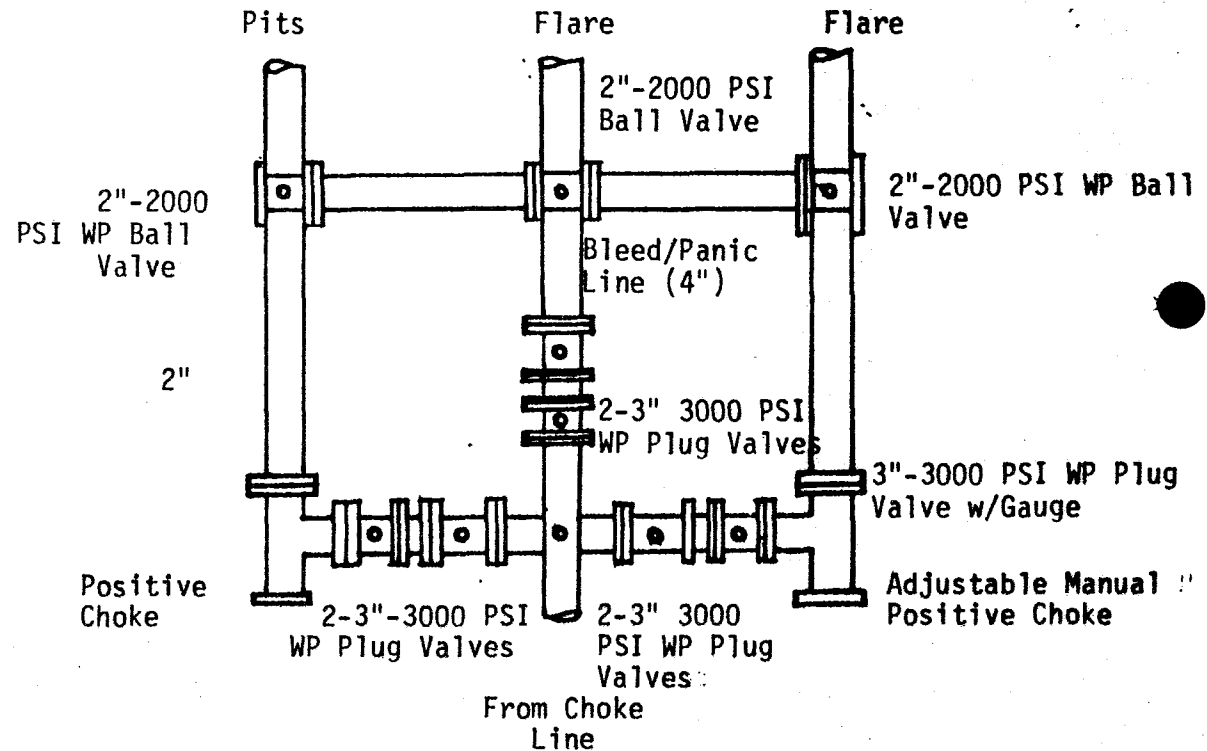 Pits
Flare
Flare
2"-2000 PSI
Ball Valve
2"-2000
PSI WP Ball
Valve
2"-2000 PSI WP Ball
Valve
Bleed/Panic
Line (4")
2"
2-3" 3000 PSI
WP Plug Valves
3"-3000 PSI WP Plug
Valve w/Gauge
Positive
Choke
2-3"-3000 PSI
WP Plug Valves
2-3" 3000
PSI WP Plug
Valves
Adjustable Manual
Positive Choke
From Choke
Line